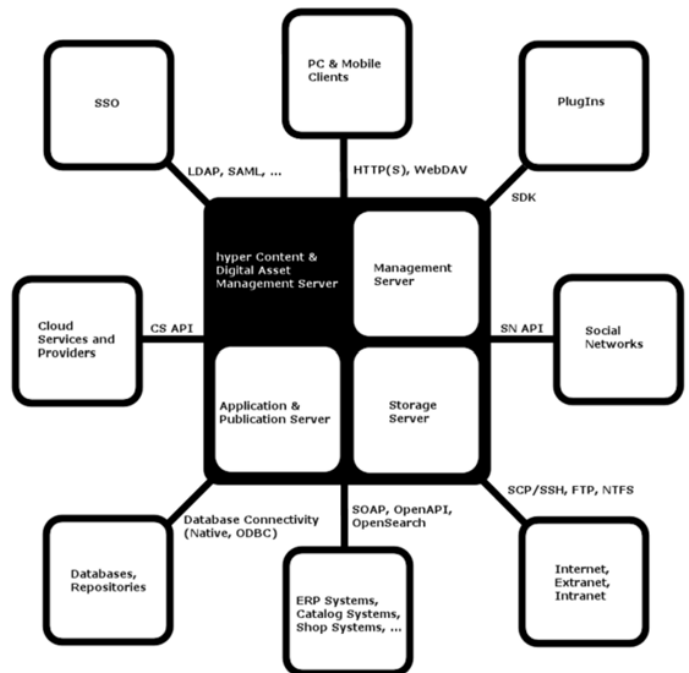 PC & Mobile
Clients
SSO
PlugIns
LDAP, SAML, ...
HTTP(S), WebDAV
SDK
hyper Content &
Digital Asset
Management Server
Management
Server
Cloud
Services and
Providers
CS API
SN API
Social
Networks
Application &
Publication Server
Storage
Server
SCP/SSH, FTP, NTFS
SOAP, OpenAPI,
OpenSearch
Database Connectivity
(Native, ODBC)
Databases,
Repositories
Internet,
Extranet,
Intranet
ERP Systems,
Catalog Systems,
Shop Systems, ...